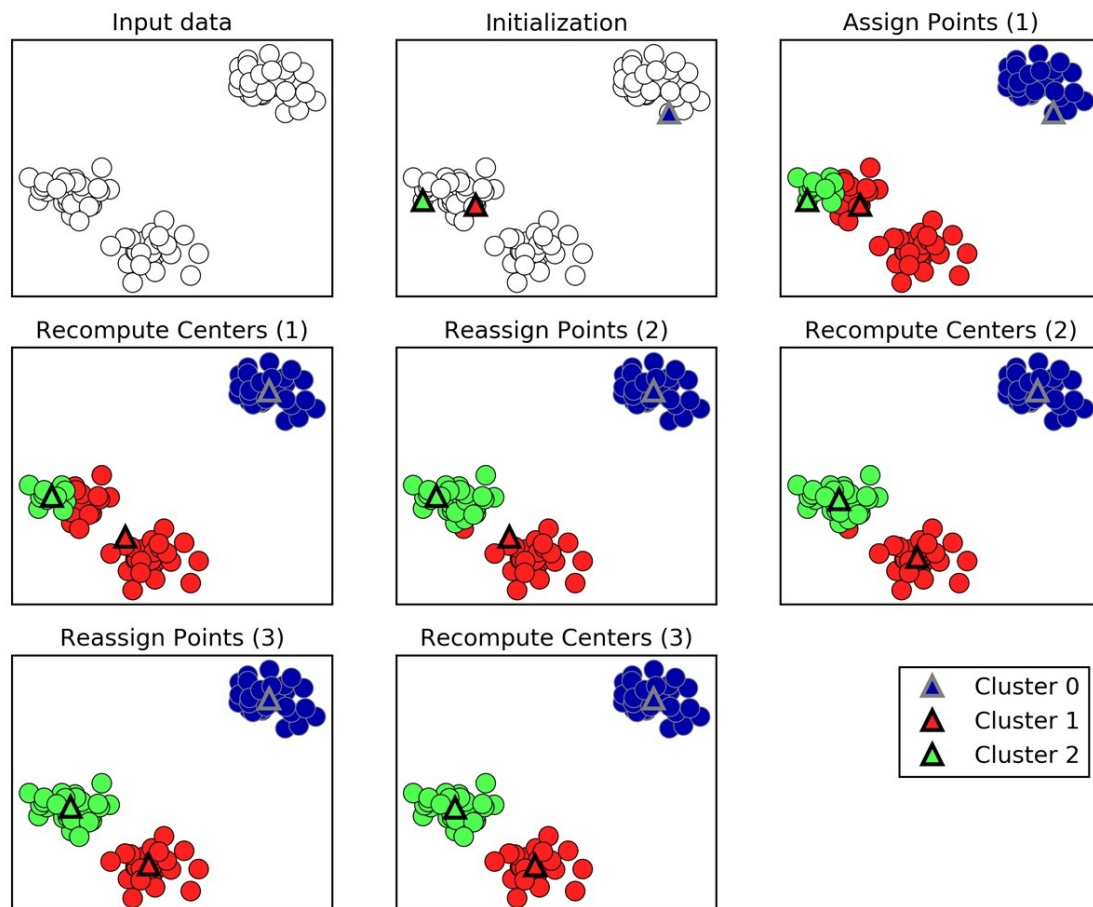 Input data
Initialization
Assign Points (1)
Recompute Centers (1)
Reassign Points (2)
Recompute Centers (2)
Reassign Points (3)
Recompute Centers (3)
Cluster 0
Cluster 1
Cluster 2